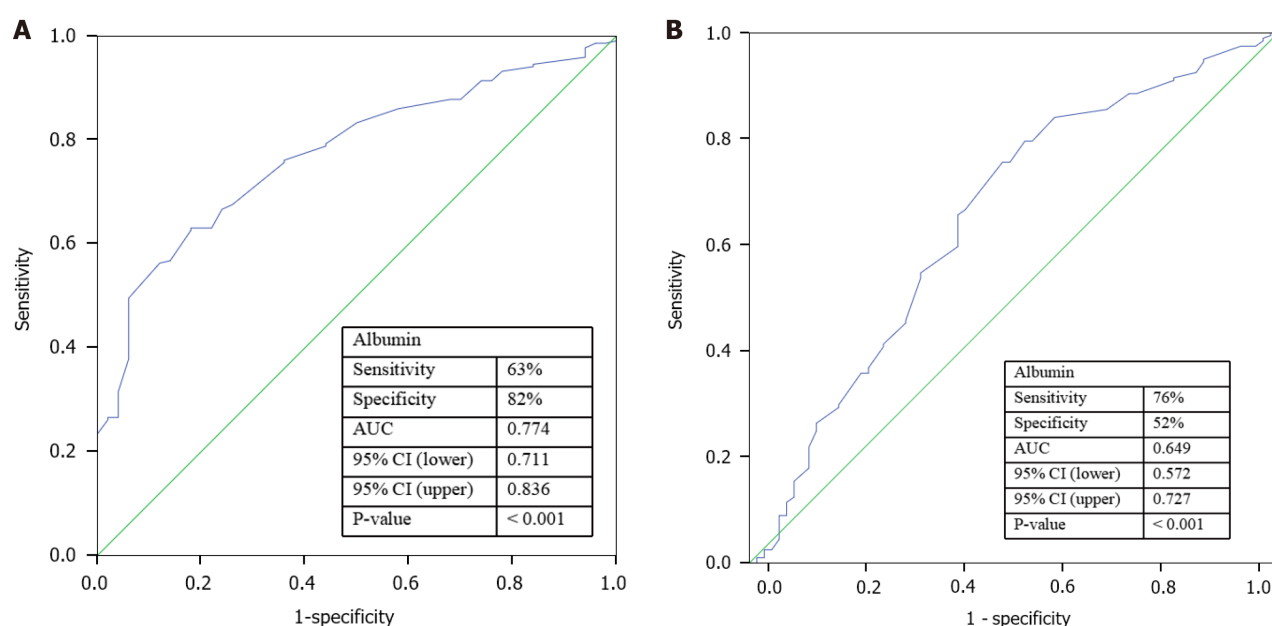 A
Sensitivity
1.0
0.8
0.6
0.4
0.2
0.0
0.0 0.2 0.4 0.6 0.8 1.0
1-specificity
Albumin
Sensitivity 63%
Specificity 82%
AUC 0.774
95% CI (lower) 0.711
95% CI (upper) 0.836
P-value < 0.001
B
Sensitivity
1.0
0.8
0.6
0.4
0.2
0.0
0.0 0.2 0.4 0.6 0.8 1.0
1 - specificity
Albumin
Sensitivity 76%
Specificity 52%
AUC 0.649
95% CI (lower) 0.572
95% CI (upper) 0.727
P-value < 0.001